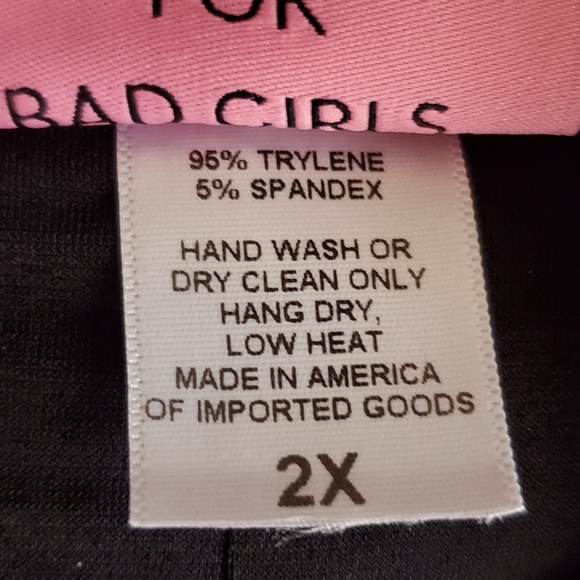 FOR
BAD GIRLS
95% TRYLENE
5% SPANDEX
HAND WASH OR
DRY CLEAN ONLY
HANG DRY,
LOW HEAT
MADE IN AMERICA
OF IMPORTED GOODS
2X